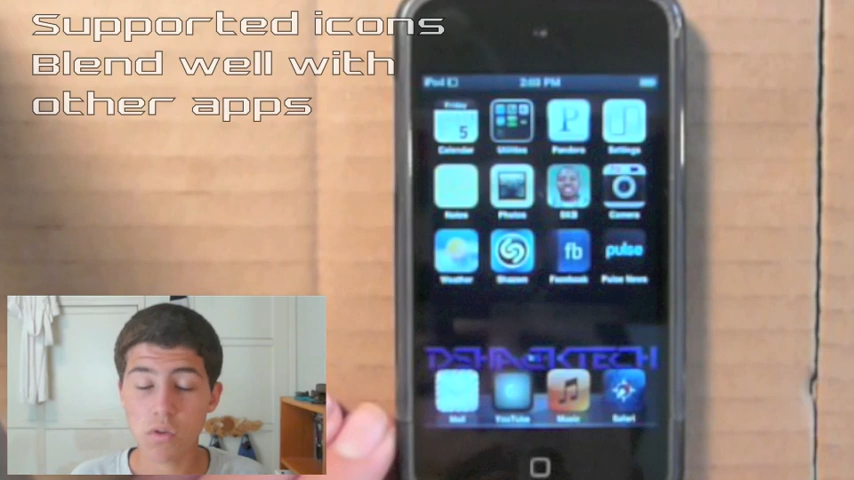 Supported icons
Blend well with
other apps
iPod
2:03 PM
Friday
5
Calendar
Utilities
P
Pandora
Settings
Notes
Photos
Camera
Weather
Shazam
fb
Facebook
pulse
Pulse News
DSHACKTECH
Mail
YouTube
Music
Safari